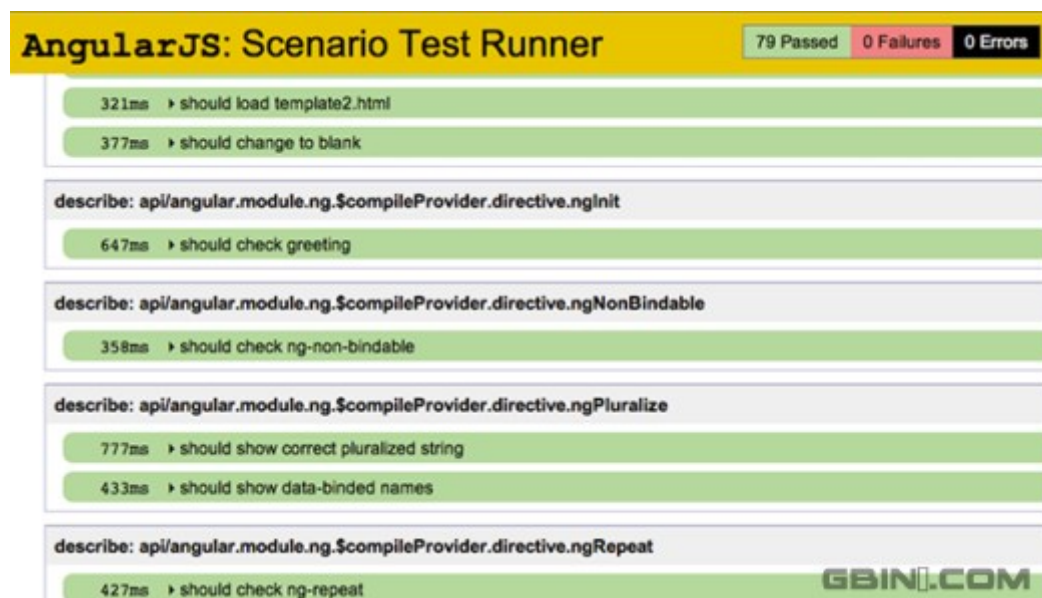 AngularJS: Scenario Test Runner
79 Passed 0 Failures 0 Errors
321ms should load template2.html
377ms should change to blank
describe: api/angular.module.ng.$compileProvider.directive.ngInit
647ms should check greeting
describe: api/angular.module.ng.$compileProvider.directive.ngNonBindable
358ms should check ng-non-bindable
describe: api/angular.module.ng.$compileProvider.directive.ngPluralize
777ms should show correct pluralized string
433ms should show data-binded names
describe: api/angular.module.ng.$compileProvider.directive.ngRepeat
427ms should check ng-repeat